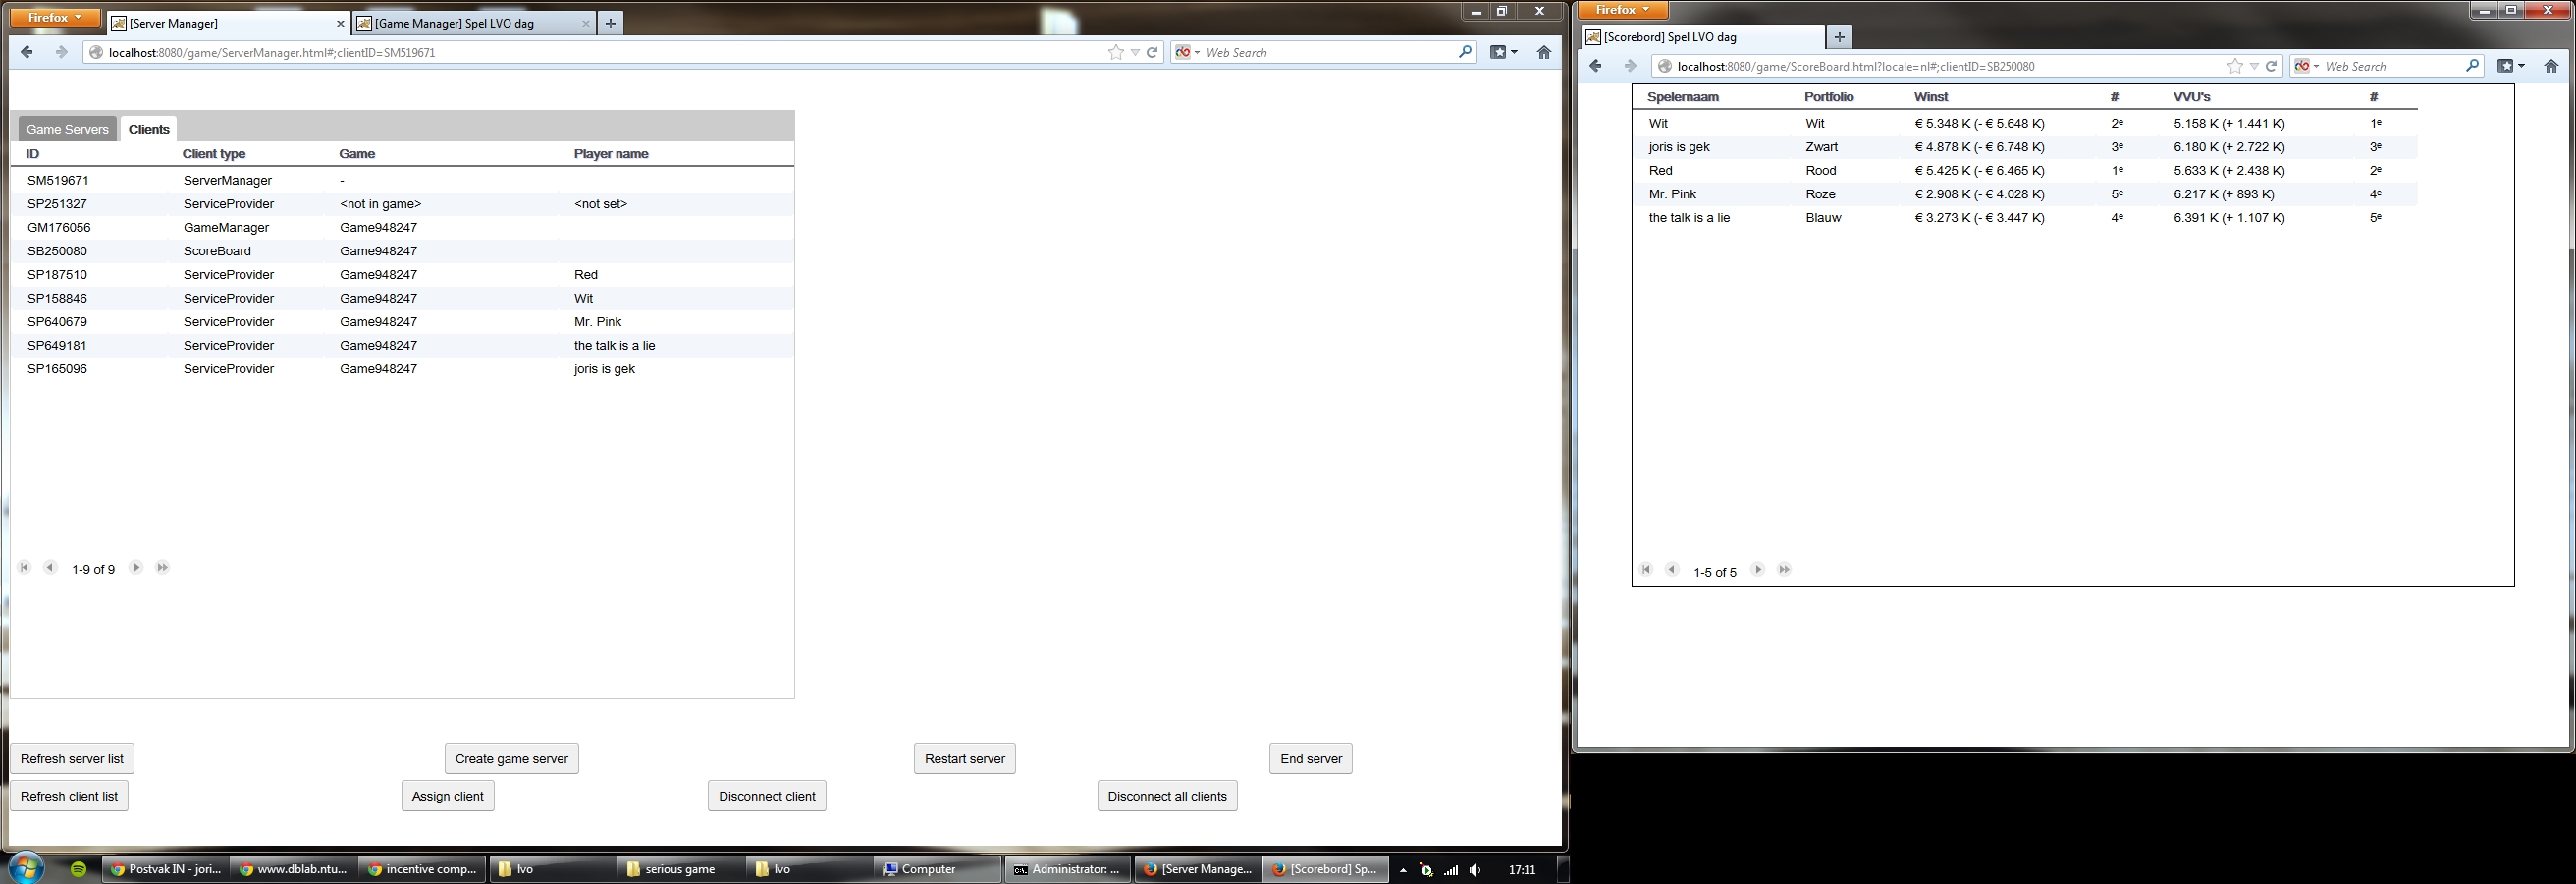 Firefox
[Server Manager]
[Game Manager] Spel LVO dag
localhost:8080/game/ServerManager.html#;clientID=SM519671
Web Search
Game Servers Clients
ID Client type Game Player name
SM519671 ServerManager -
SP251327 ServiceProvider <not in game> <not set>
GM176056 GameManager Game948247
SB250080 ScoreBoard Game948247
SP187510 ServiceProvider Game948247 Red
SP158846 ServiceProvider Game948247 Wit
SP640679 ServiceProvider Game948247 Mr. Pink
SP649181 ServiceProvider Game948247 the talk is a lie
SP165096 ServiceProvider Game948247 joris is gek
1-9 of 9
Refresh server list Create game server Restart server End server
Refresh client list Assign client Disconnect client Disconnect all clients
Postvak IN - jori... www.dblab.ntu... incentive comp... lvo serious game lvo Computer Administrator: ... [Server Manage... [Scorebord] Sp... 17:11
Firefox
[Scorebord] Spel LVO dag
localhost:8080/game/ScoreBoard.html?locale=nl#;clientID=SB250080
Web Search
Spelernaam Portfolio Winst # VVU's #
Wit Wit € 5.348 K (- € 5.648 K) 2e 5.158 K (+ 1.441 K) 1e
joris is gek Zwart € 4.878 K (- € 6.748 K) 3e 6.180 K (+ 2.722 K) 3e
Red Rood € 5.425 K (- € 6.465 K) 1e 5.633 K (+ 2.438 K) 2e
Mr. Pink Roze € 2.908 K (- € 4.028 K) 5e 6.217 K (+ 893 K) 4e
the talk is a lie Blauw € 3.273 K (- € 3.447 K) 4e 6.391 K (+ 1.107 K) 5e
1-5 of 5